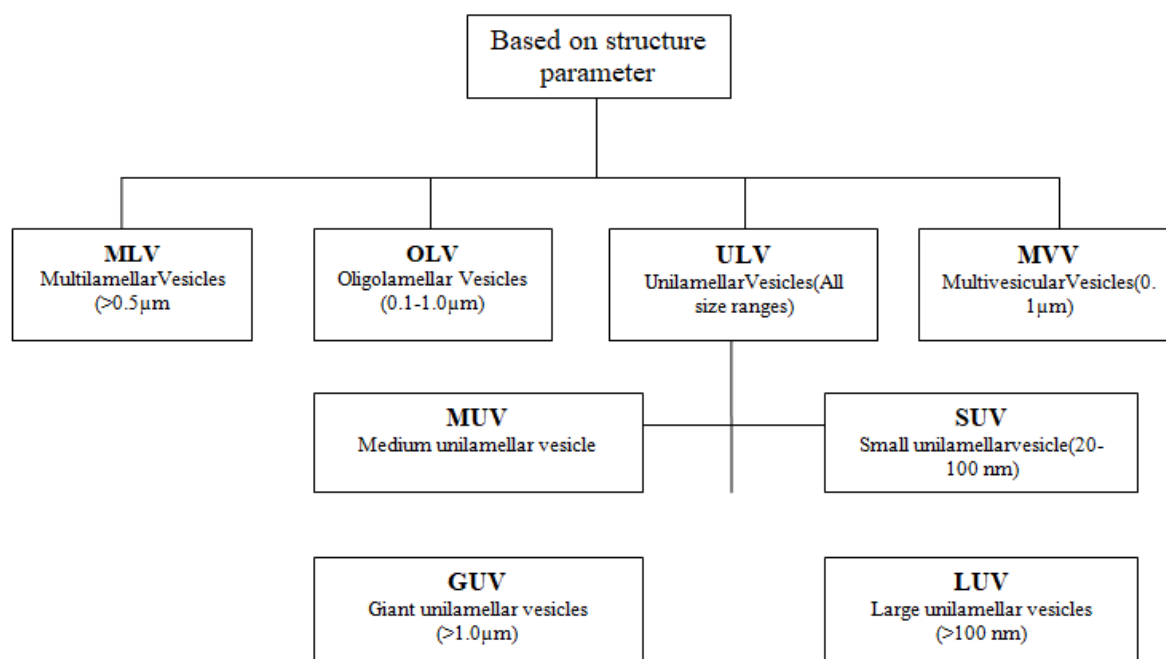 Based on structure
parameter
MLV
MultilamellarVesicles
(>0.5µm
OLV
Oligolamellar Vesicles
(0.1-1.0µm)
ULV
UnilamellarVesicles(All
size ranges)
MVV
MultivesicularVesicles(0.
1µm)
MUV
Medium unilamellar vesicle
SUV
Small unilamellarvesicle(20-
100 nm)
GUV
Giant unilamellar vesicles
(>1.0µm)
LUV
Large unilamellar vesicles
(>100 nm)